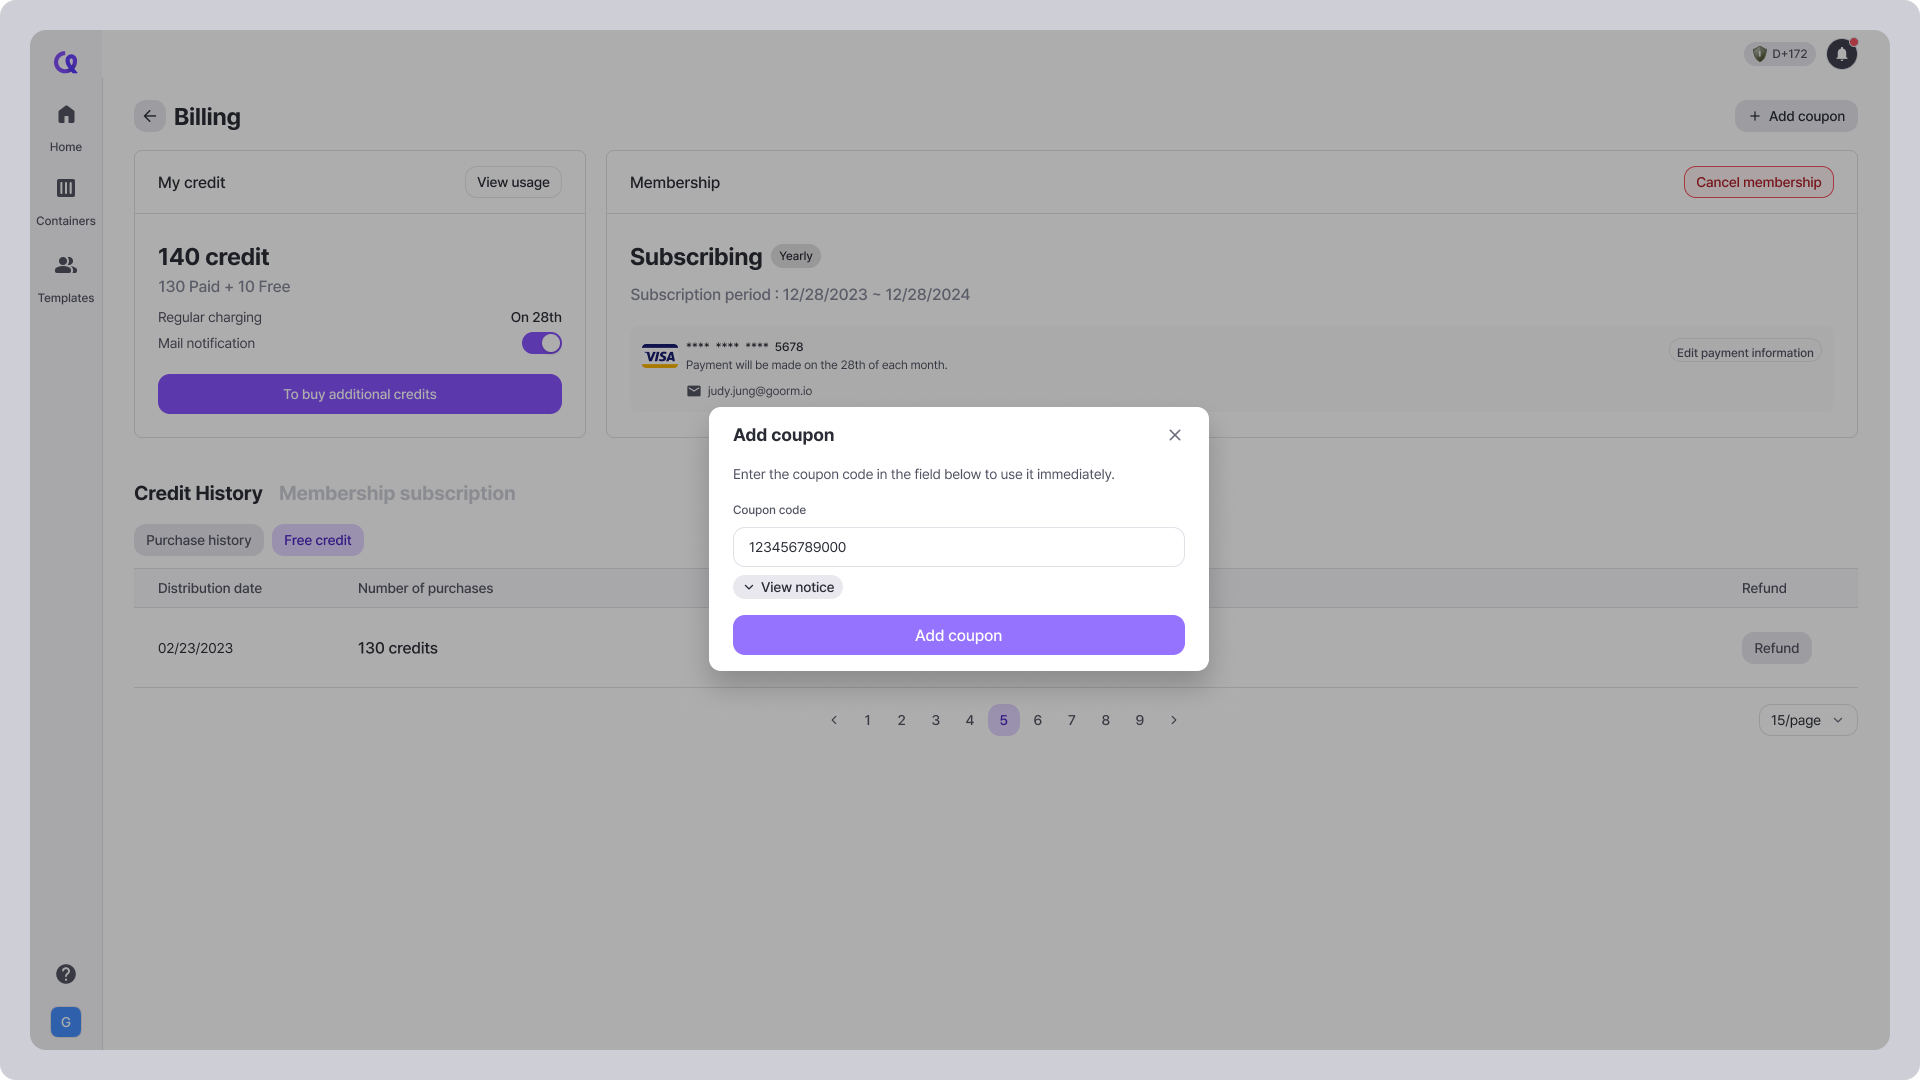 D+172
Home
Containers
Templates
G
Billing
+ Add coupon
My credit
View usage
140 credit
130 Paid + 10 Free
Regular charging
On 28th
Mail notification
To buy additional credits
Membership
Cancel membership
Subscribing
Yearly
Subscription period : 12/28/2023 ~ 12/28/2024
VISA
**** **** **** 5678
Payment will be made on the 28th of each month.
judy.jung@goorm.io
Edit payment information
Add coupon
Enter the coupon code in the field below to use it immediately.
Coupon code
123456789000
View notice
Add coupon
Credit History
Membership subscription
Purchase history
Free credit
Distribution date
Number of purchases
Refund
02/23/2023
130 credits
Refund
1 2 3 4 5 6 7 8 9
15/page